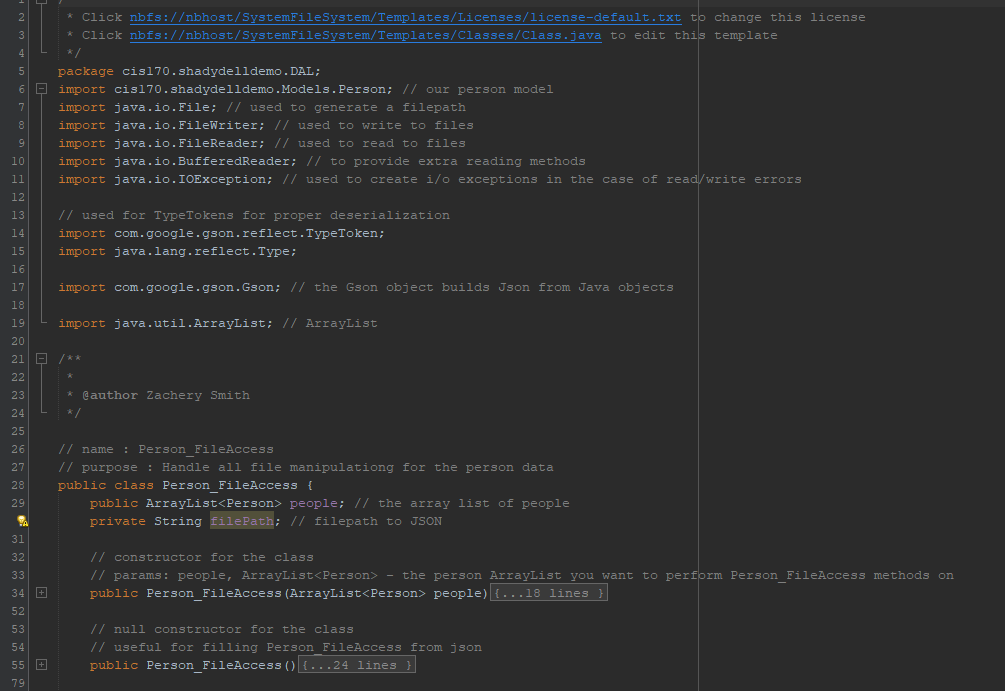 1 /*
2 * Click nbfs://nbhost/SystemFileSystem/Templates/Licenses/license-default.txt to change this license
3 * Click nbfs://nbhost/SystemFileSystem/Templates/Classes/Class.java to edit this template
4 */
5 package cis170.shadydelldemo.DAL;
6 import cis170.shadydelldemo.Models.Person; // our person model
7 import java.io.File; // used to generate a filepath
8 import java.io.FileWriter; // used to write to files
9 import java.io.FileReader; // used to read to files
10 import java.io.BufferedReader; // to provide extra reading methods
11 import java.io.IOException; // used to create i/o exceptions in the case of read/write errors
12
13 // used for TypeTokens for proper deserialization
14 import com.google.gson.reflect.TypeToken;
15 import java.lang.reflect.Type;
16
17 import com.google.gson.Gson; // the Gson object builds Json from Java objects
18
19 import java.util.ArrayList; // ArrayList
20
21 /**
22 *
23 * @author Zachery Smith
24 */
25
26 // name : Person_FileAccess
27 // purpose : Handle all file manipulationg for the person data
28 public class Person_FileAccess {
29 public ArrayList<Person> people; // the array list of people
private String filePath; // filepath to JSON
31
32 // constructor for the class
33 // params: people, ArrayList<Person> - the person ArrayList you want to perform Person_FileAccess methods on
34 public Person_FileAccess(ArrayList<Person> people){...18 lines }
52
53 // null constructor for the class
54 // useful for filling Person_FileAccess from json
55 public Person_FileAccess(){...24 lines }
79